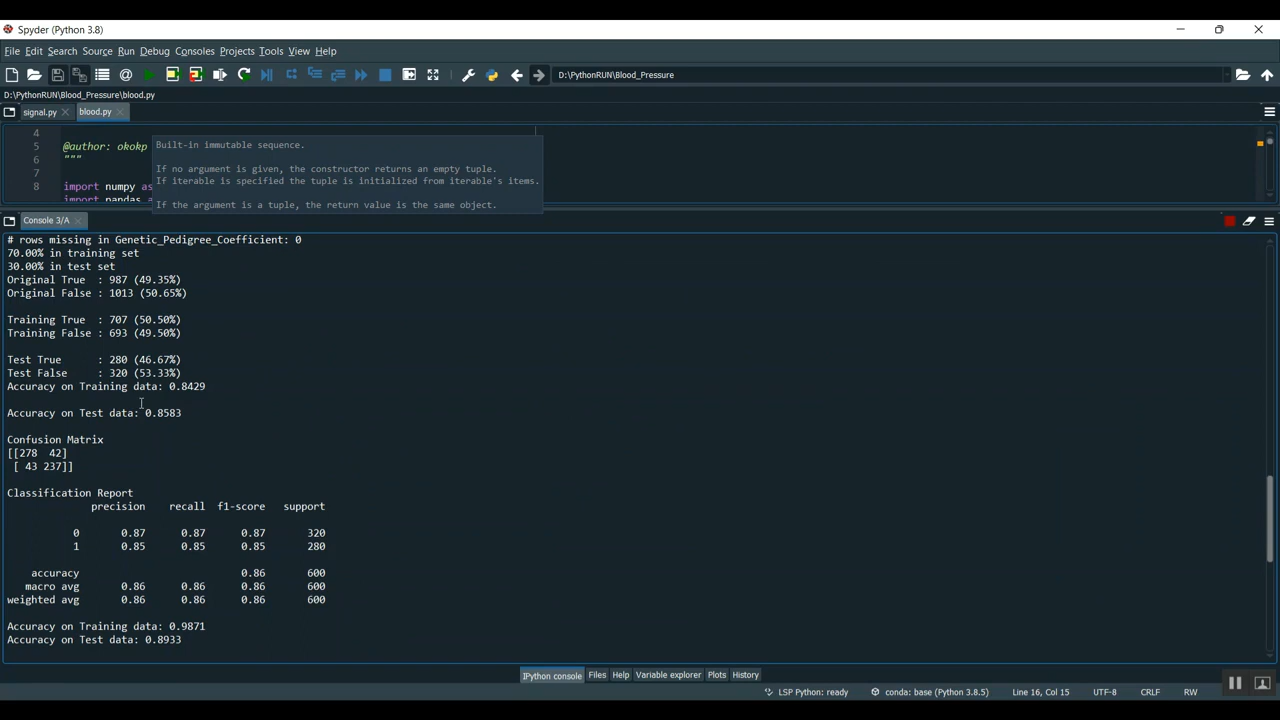 Spyder (Python 3.8)
File Edit Search Source Run Debug Consoles Projects Tools View Help
D:\PythonRUN\Blood_Pressure
D:\PythonRUN\Blood_Pressure\blood.py
signal.py blood.py
4
5 @author: okokp
6 """
7
8 import numpy as
import pandas
Built-in immutable sequence.
If no argument is given, the constructor returns an empty tuple.
If iterable is specified the tuple is initialized from iterable's items.
If the argument is a tuple, the return value is the same object.
Console 3/A
# rows missing in Genetic_Pedigree_Coefficient: 0
70.00% in training set
30.00% in test set
Original True : 987 (49.35%)
Original False : 1013 (50.65%)
Training True : 707 (50.50%)
Training False : 693 (49.50%)
Test True : 280 (46.67%)
Test False : 320 (53.33%)
Accuracy on Training data: 0.8429
Accuracy on Test data: 0.8583
Confusion Matrix
[[278 42]
[ 43 237]]
Classification Report
precision recall f1-score support
0 0.87 0.87 0.87 320
1 0.85 0.85 0.85 280
accuracy 0.86 600
macro avg 0.86 0.86 0.86 600
weighted avg 0.86 0.86 0.86 600
Accuracy on Training data: 0.9871
Accuracy on Test data: 0.8933
IPython console Files Help Variable explorer Plots History
LSP Python: ready conda: base (Python 3.8.5) Line 16, Col 15 UTF-8 CRLF RW